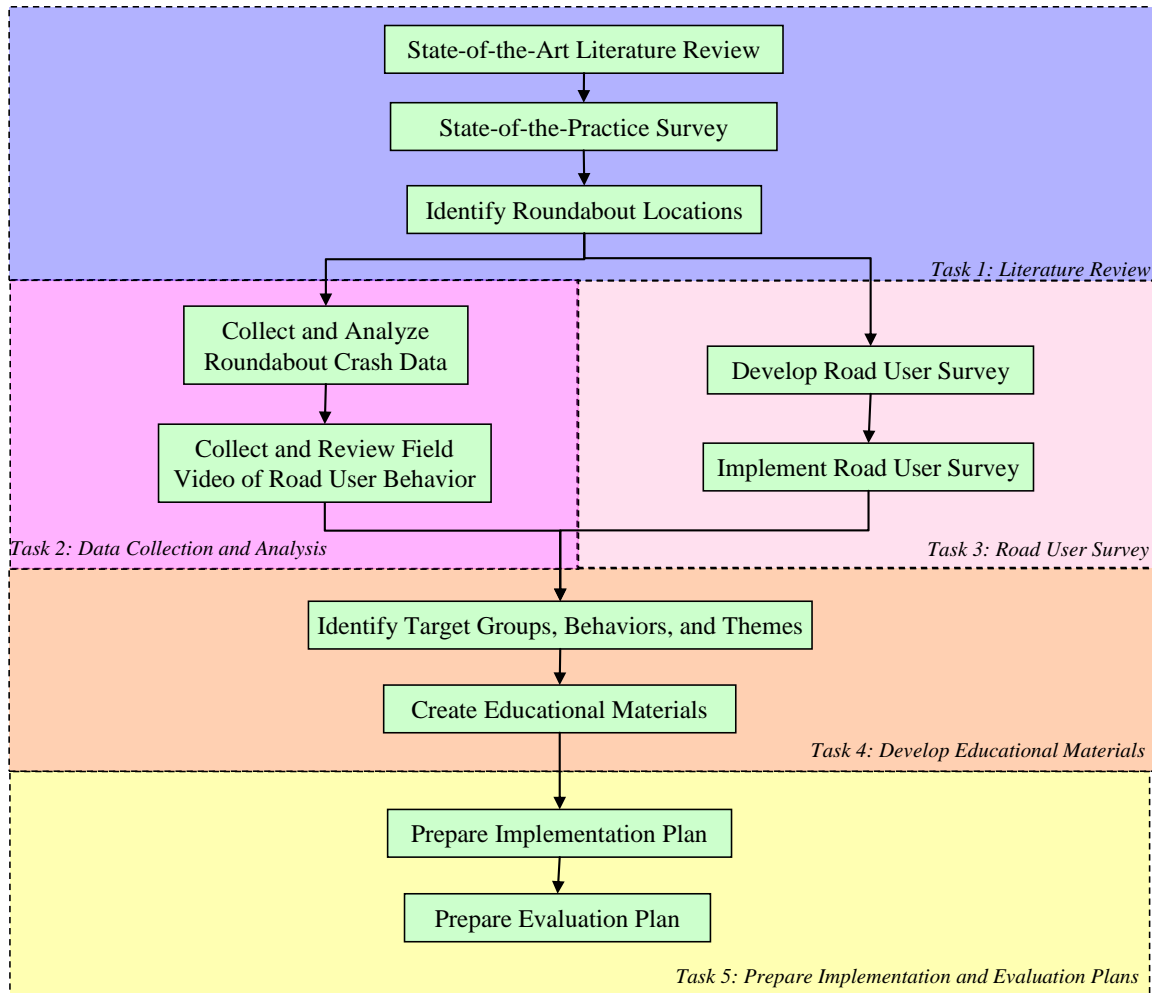 State-of-the-Art Literature Review
State-of-the-Practice Survey
Identify Roundabout Locations
Task 1: Literature Review
Collect and Analyze
Roundabout Crash Data
Collect and Review Field
Video of Road User Behavior
Task 2: Data Collection and Analysis
Develop Road User Survey
Implement Road User Survey
Task 3: Road User Survey
Identify Target Groups, Behaviors, and Themes
Create Educational Materials
Task 4: Develop Educational Materials
Prepare Implementation Plan
Prepare Evaluation Plan
Task 5: Prepare Implementation and Evaluation Plans